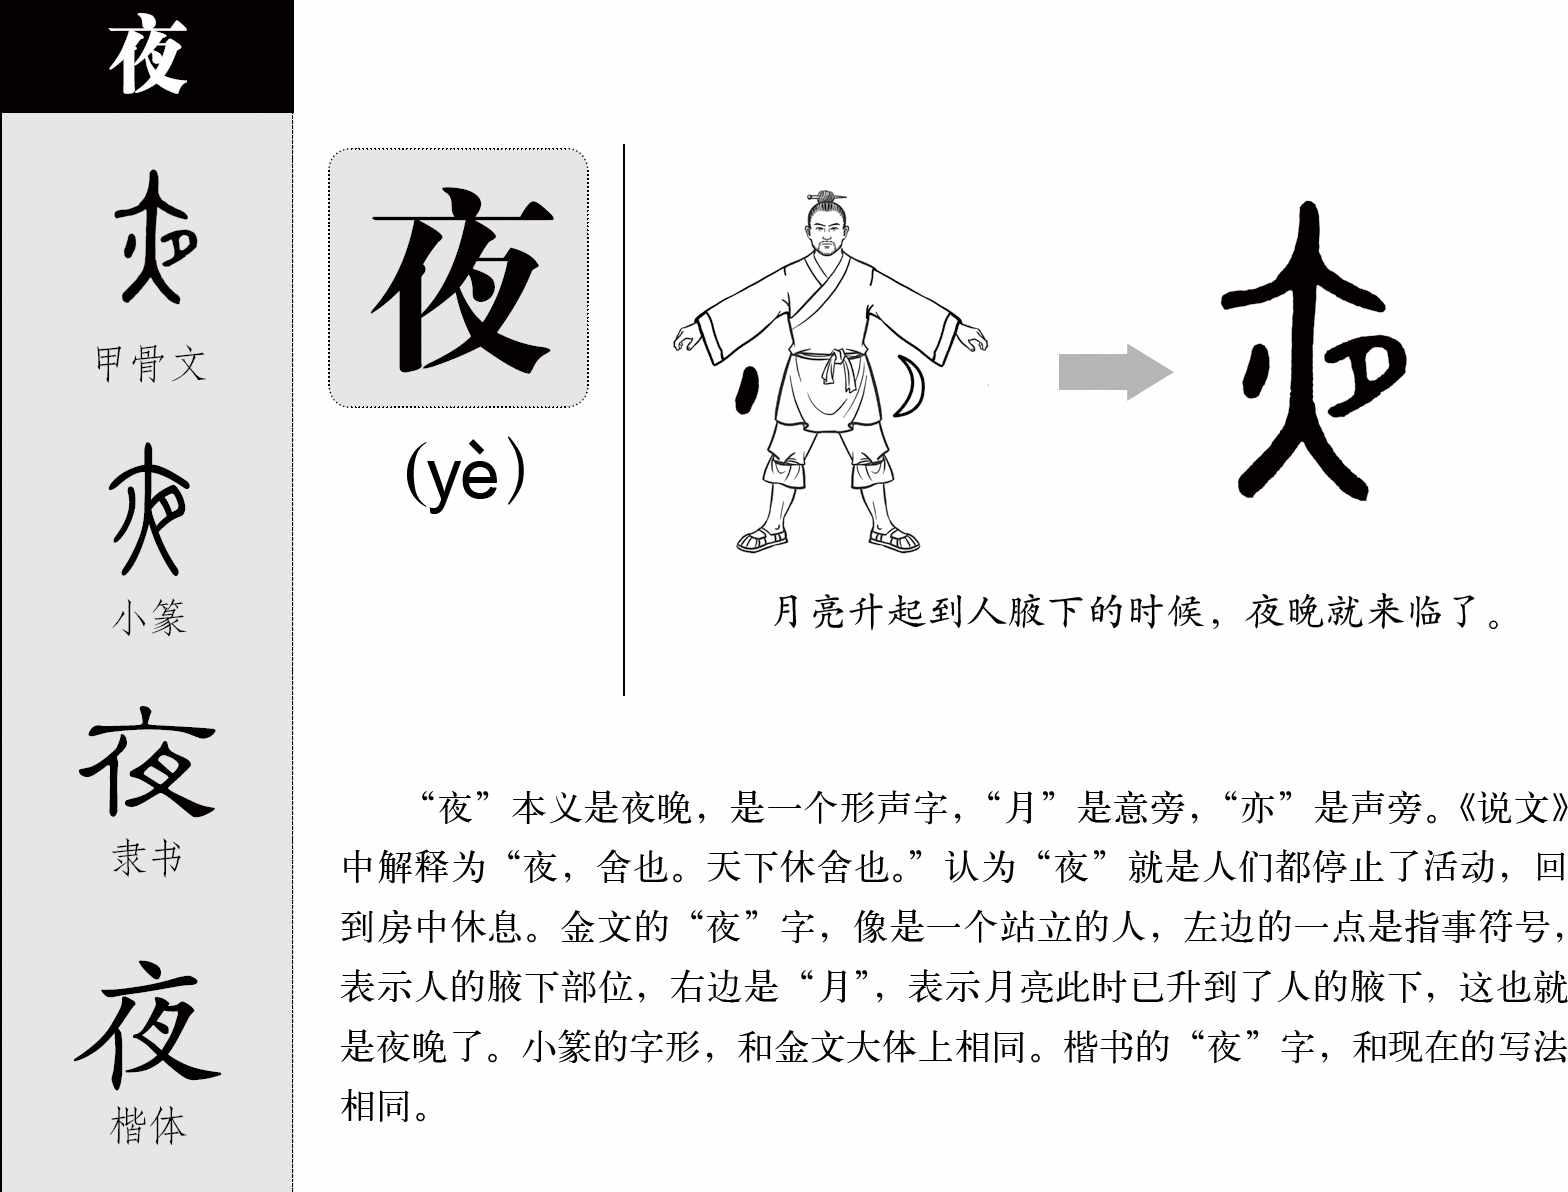 夜
甲骨文
小篆
隶书
楷体
夜
夜
夜
(yè)
月亮升起到人腋下的时候，夜晚就来临了。
“夜”本义是夜晚，是一个形声字，“月”是意旁，“亦”是声旁。《说文》
中解释为“夜，舍也。天下休舍也。”认为“夜”就是人们都停止了活动，回
到房中休息。金文的“夜”字，像是一个站立的人，左边的一点是指事符号，
表示人的腋下部位，右边是“月”，表示月亮此时已升到了人的腋下，这也就
是夜晚了。小篆的字形，和金文大体上相同。楷书的“夜”字，和现在的写法
相同。